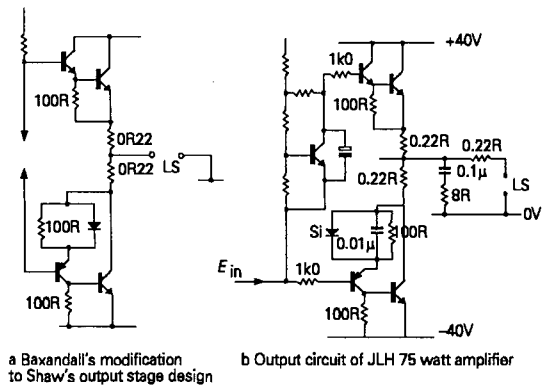 100R
0R22
0R22
LS
100R
100R
a Baxandall's modification
to Shaw's output stage design
+40V
1k0
100R
0.22R
0.22R
0.22R
0.1µ
8R
LS
0V
Si
0.01µ
100R
Ein
1k0
100R
–40V
b Output circuit of JLH 75 watt amplifier